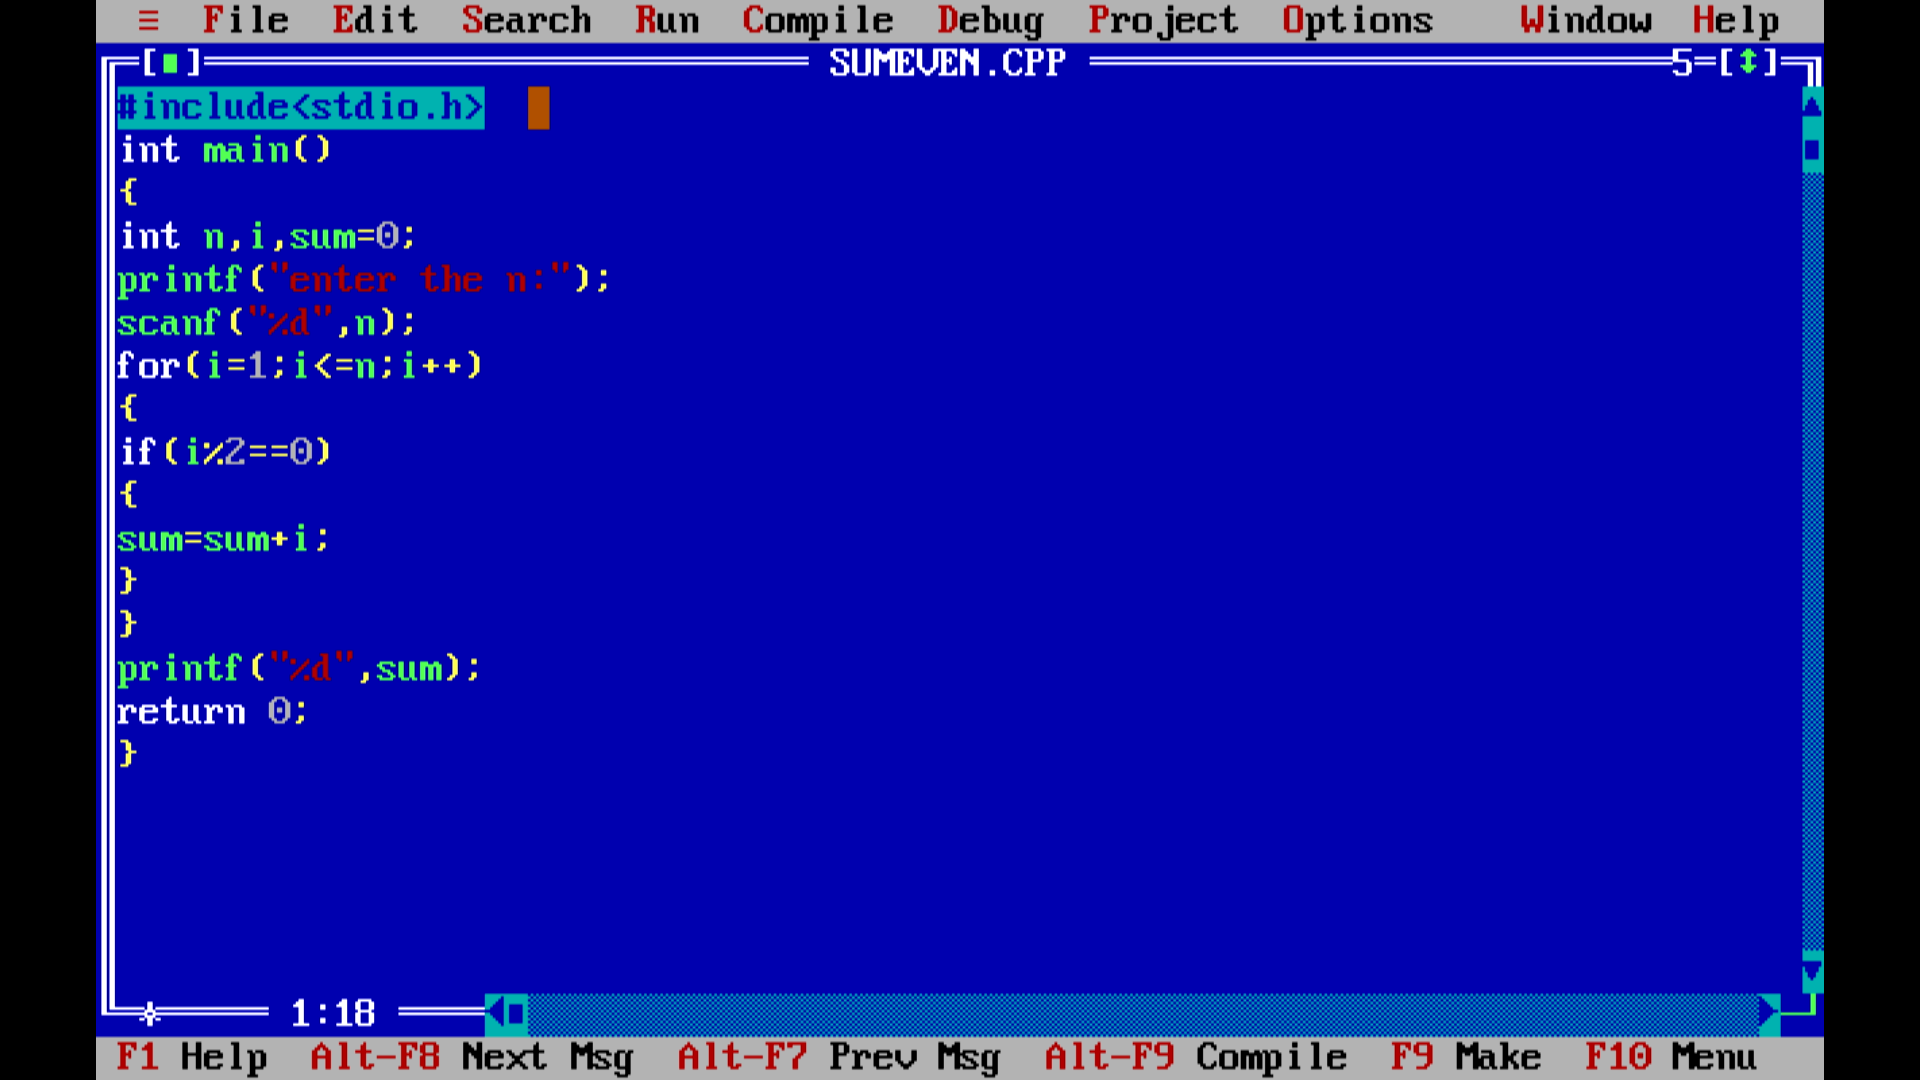 ≡ File Edit Search Run Compile Debug Project Options Window Help
[■] SUMEVEN.CPP 5=[↕]
#include<stdio.h>
int main()
{
int n,i,sum=0;
printf("enter the n:");
scanf("%d",n);
for(i=1;i<=n;i++)
{
if(i%2==0)
{
sum=sum+i;
}
}
printf("%d",sum);
return 0;
}
1:18
F1 Help Alt-F8 Next Msg Alt-F7 Prev Msg Alt-F9 Compile F9 Make F10 Menu